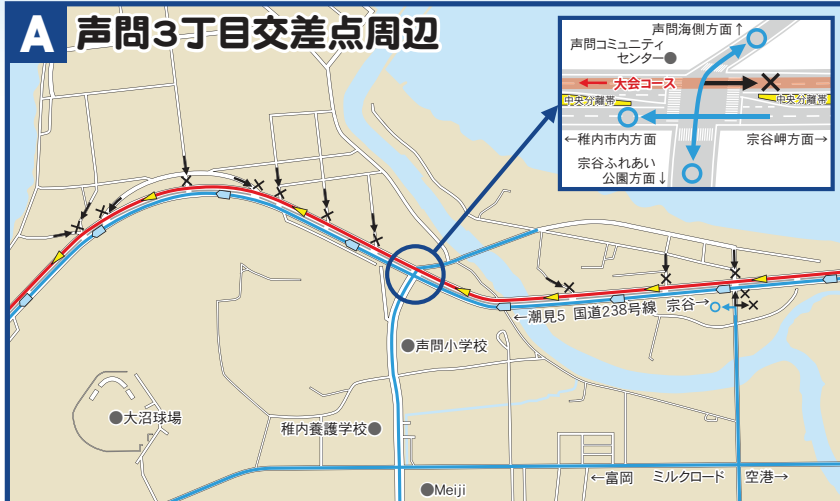 A 声問3丁目交差点周辺
声問海側方面↑
声問コミュニティ
センター
大会コース
中央分離帯
中央分離帯
←稚内市内方面
宗谷岬方面→
宗谷ふれあい
公園方面↓
←潮見5 国道238号線 宗谷→
声問小学校
大沼球場
稚内養護学校
←富岡 ミルクロード 空港→
Meiji